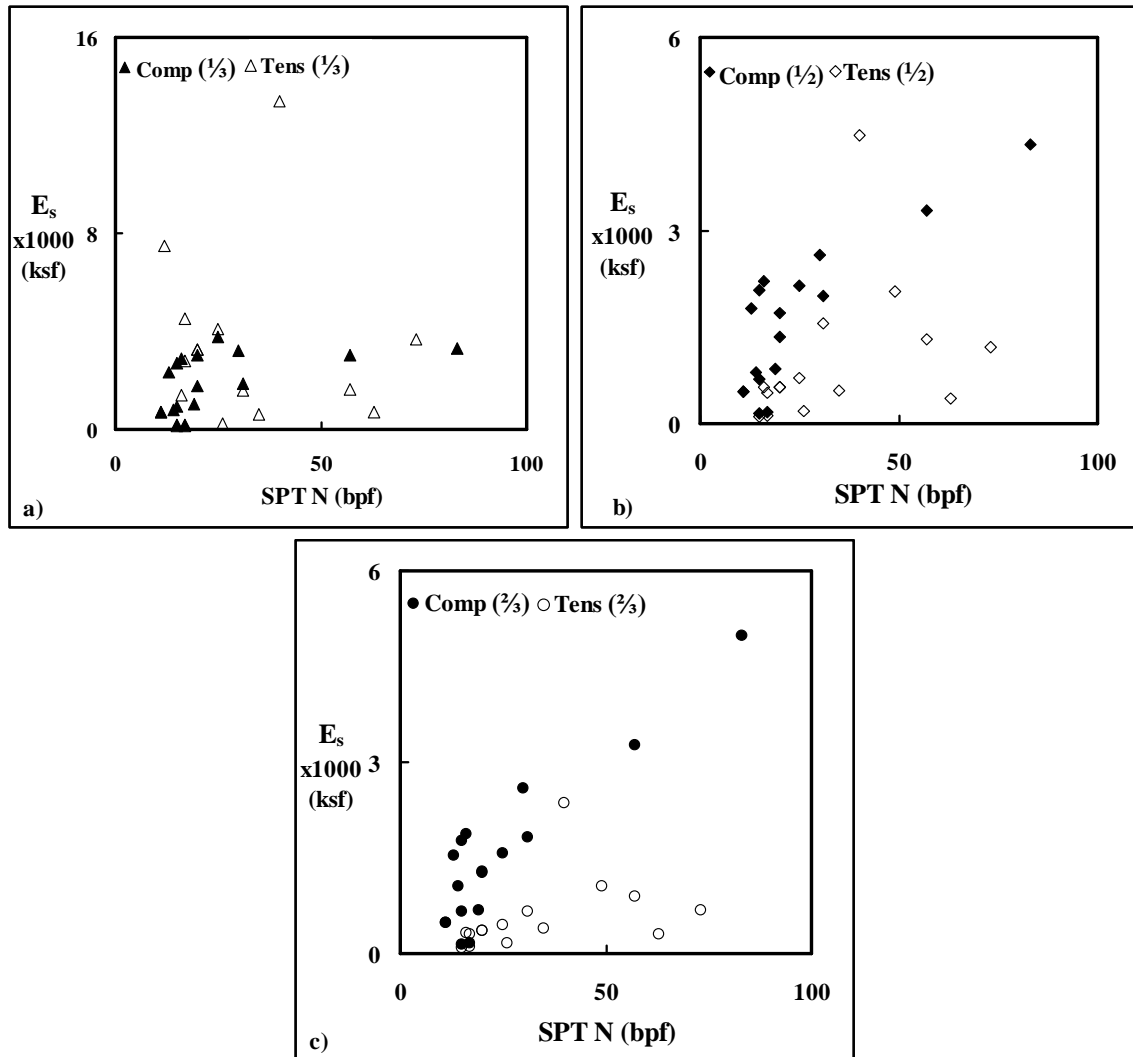 16
▲ Comp (⅓) △ Tens (⅓)
Es
x1000
(ksf)
8
0
0 50 100
SPT N (bpf)
a)
6
◆ Comp (½) ◇ Tens (½)
Es
x1000
(ksf)
3
0
0 50 100
SPT N (bpf)
b)
6
● Comp (⅔) ○ Tens (⅔)
Es
x1000
(ksf)
3
0
0 50 100
SPT N (bpf)
c)